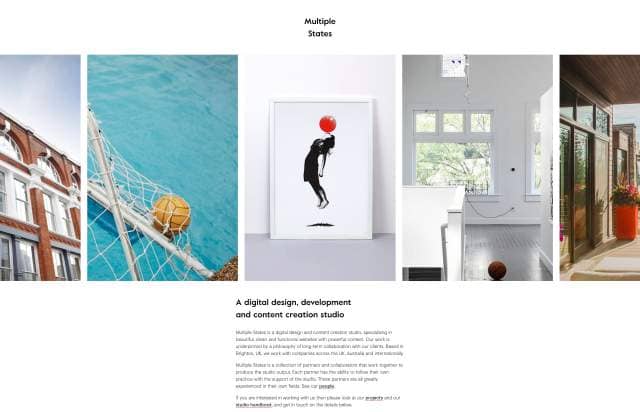 Multiple
States
A digital design, development
and content creation studio
Multiple States is a digital design and content creation studio, specialising in
beautiful, clean and functional websites with powerful content. Our work is
underpinned by a philosophy of long-term collaboration with our clients. Based in
Brighton, UK, we work with companies across the UK, Australia and internationally.
Multiple States is a collection of partners and collaborators that work together to
produce the studio output. Each partner has the ability to follow their own
practice with the support of the studio. These partners are all greatly
experienced in their own fields. See our people.
If you are interested in working with us then please look at our projects and our
studio handbook, and get in touch on the details below.